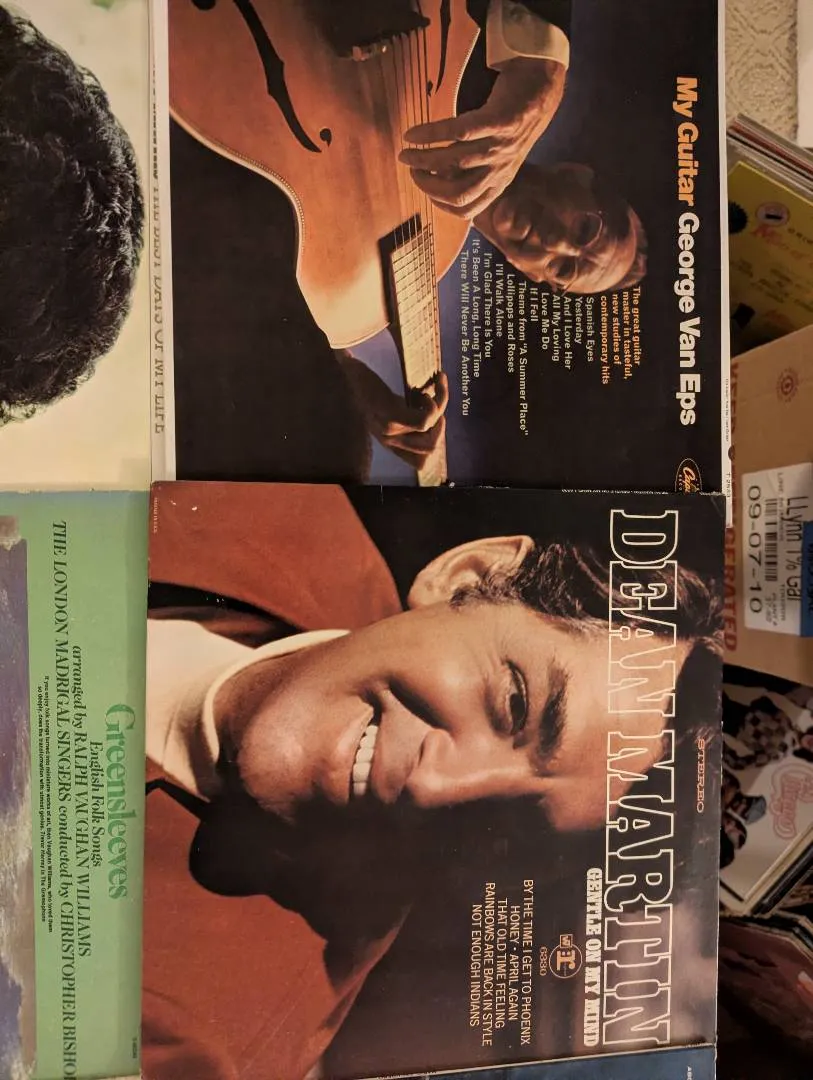 My Guitar George Van Eps
The great guitar
master in tasteful,
new studies of
contemporary hits
Spanish Eyes
Yesterday
And I Love Her
All My Loving
Love Me Do
If I Fell
Theme from "A Summer Place"
Lollipops and Roses
I'll Walk Alone
I'm Glad There Is You
It's Been A Long, Long Time
There Will Never Be Another You
THE BEST DAYS OF MY LIFE
STEREO
DEAN MARTIN
GENTLE ON MY MIND
6330
BY THE TIME I GET TO PHOENIX
HONEY • APRIL AGAIN
THAT OLD TIME FEELING
RAINBOWS ARE BACK IN STYLE
NOT ENOUGH INDIANS
Greensleeves
English Folk Songs
arranged by RALPH VAUGHAN WILLIAMS
THE LONDON MADRIGAL SINGERS conducted by CHRISTOPHER BISHO
LLynn 1% Gal
09-07-10
GERATED